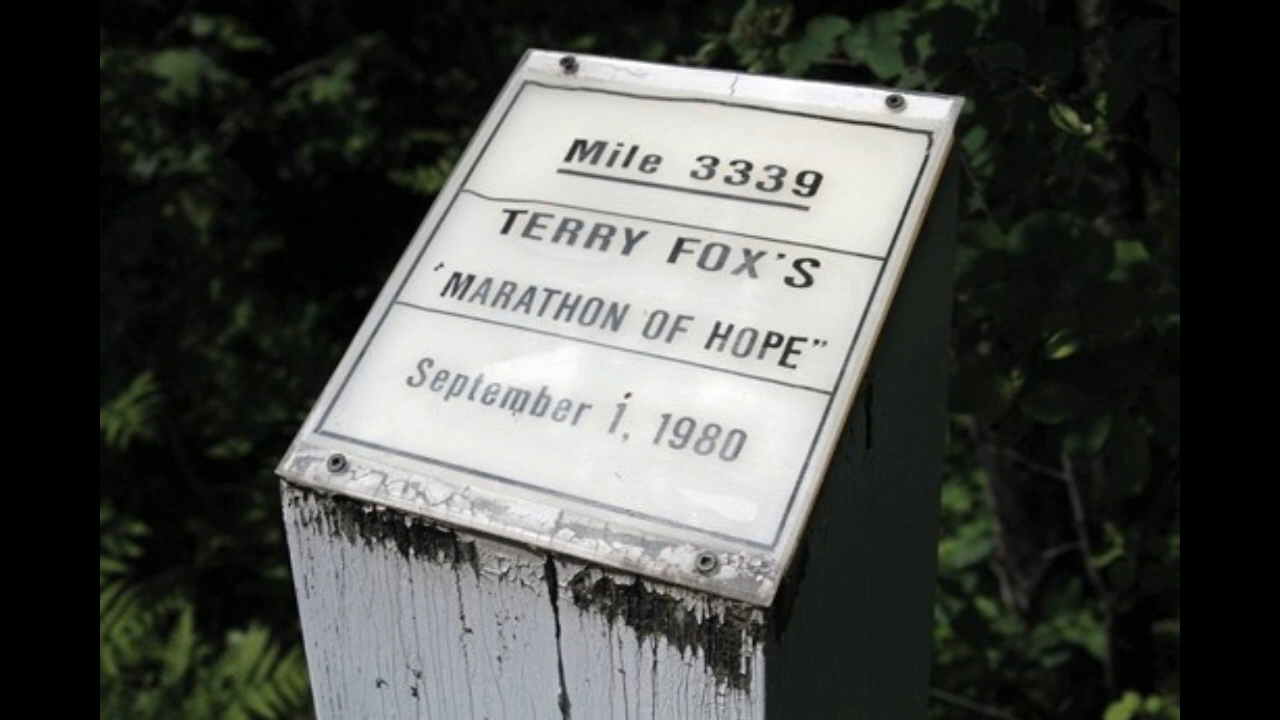 Mile 3339
TERRY FOX'S
"MARATHON OF HOPE"
September 1, 1980